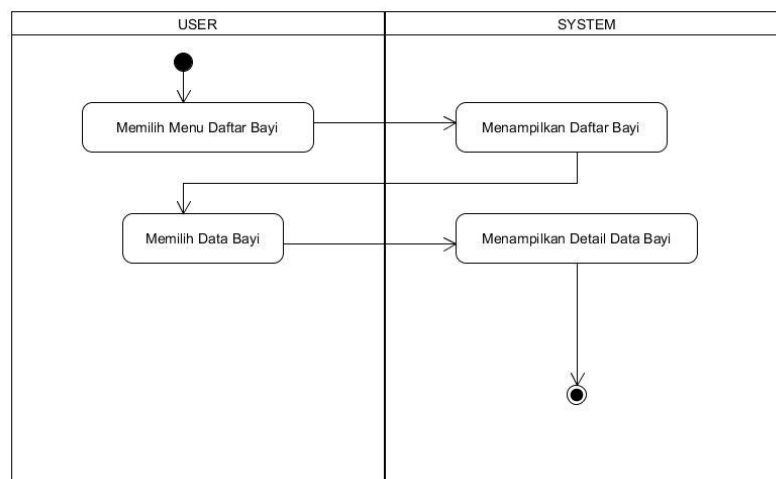 USER
SYSTEM
Memilih Menu Daftar Bayi
Menampilkan Daftar Bayi
Memilih Data Bayi
Menampilkan Detail Data Bayi